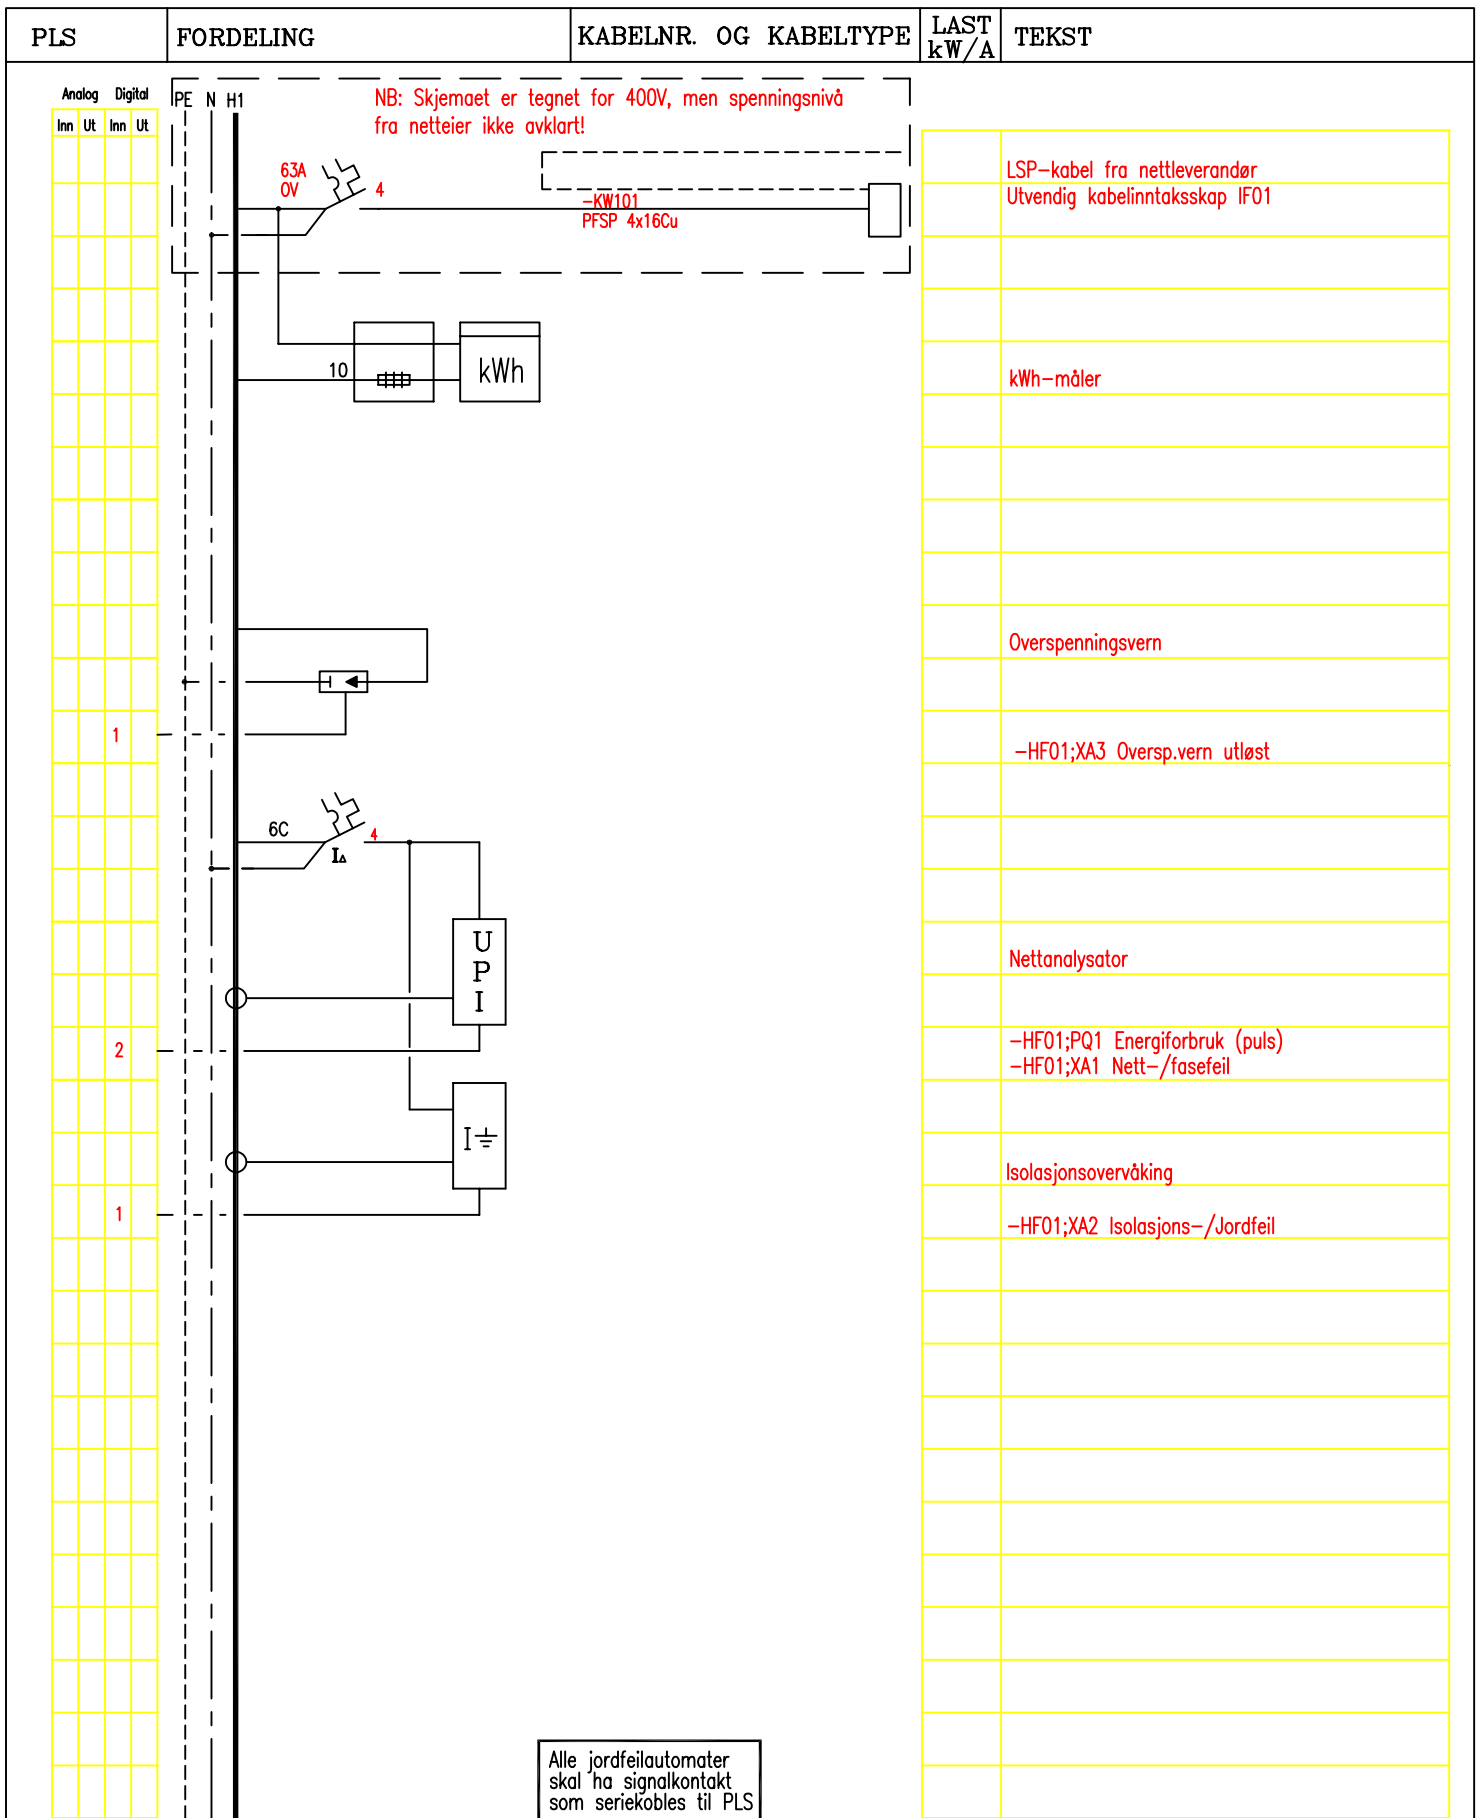 PLS
FORDELING
KABELNR. OG KABELTYPE
LAST
kW/A
TEKST
Analog Digital
Inn Ut Inn Ut
PE N H1
NB: Skjemaet er tegnet for 400V, men spenningsnivå
fra netteier ikke avklart!
63A
OV
4
-KW101
PFSP 4x16Cu
LSP-kabel fra nettleverandør
Utvendig kabelinntaksskap IF01
10
kWh
kWh-måler
Overspenningsvern
1
-HF01;XA3 Oversp.vern utløst
6C
4
I∆
U
P
I
Nettanalysator
2
-HF01;PQ1 Energiforbruk (puls)
-HF01;XA1 Nett-/fasefeil
I
Isolasjonsovervåking
1
-HF01;XA2 Isolasjons-/Jordfeil
Alle jordfeilautomater
skal ha signalkontakt
som seriekobles til PLS